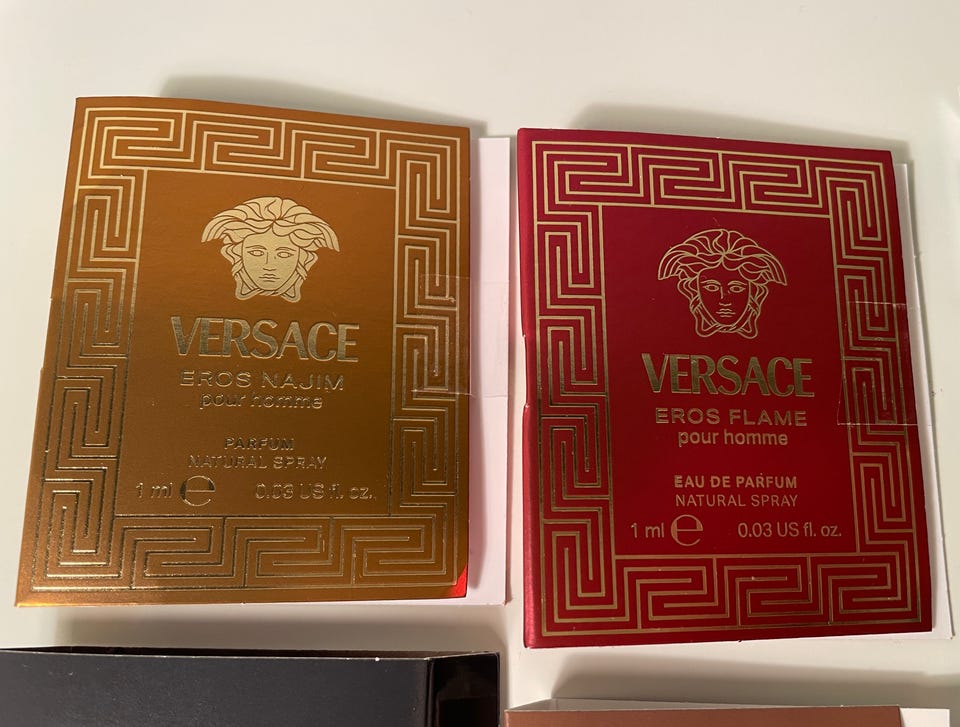 VERSACE
EROS NAJIM
pour homme
PARFUM
NATURAL SPRAY
1 ml e 0.03 US fl. oz.
VERSACE
EROS FLAME
pour homme
EAU DE PARFUM
NATURAL SPRAY
1 ml e 0.03 US fl. oz.